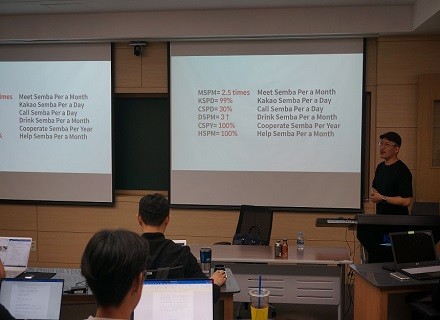 times Meet Semba Per a Month
Kakao Semba Per a Day
Call Semba Per a Day
Drink Semba Per a Month
Cooperate Semba Per Year
% Help Semba Per a Month
MSPM= 2.5 times Meet Semba Per a Month
KSPD= 99% Kakao Semba Per a Day
CSPD= 30% Call Semba Per a Day
DSPM= 3↑ Drink Semba Per a Month
CSPY= 100% Cooperate Semba Per Year
HSPM= 100% Help Semba Per a Month